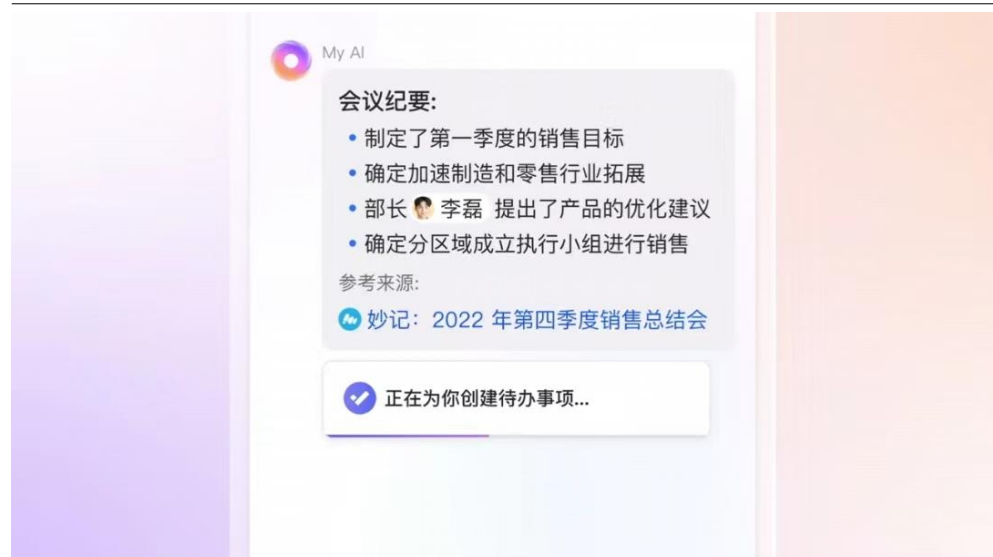 My AI
会议纪要:
• 制定了第一季度的销售目标
• 确定加速制造和零售行业拓展
• 部长 李磊 提出了产品的优化建议
• 确定分区域成立执行小组进行销售
参考来源:
妙记：2022 年第四季度销售总结会
正在为你创建待办事项...